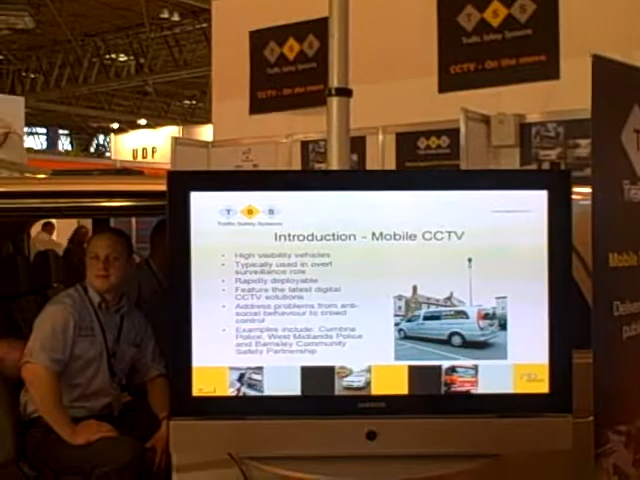 T S S
Traffic Safety Systems
CCTV - On the move
T S S
Traffic Safety Systems
CCTV - On the move
UDP
T S S
Traffic Safety Systems
Introduction - Mobile CCTV
• High visibility vehicles
• Typically used in overt
surveillance role
• Rapidly deployable
• Feature the latest digital
CCTV solutions
• Address problems from anti-
social behaviour to crowd
control
• Examples include: Cumbria
Police, West Midlands Police
and Barnsley Community
Safety Partnership
SAMSUNG
Mobile